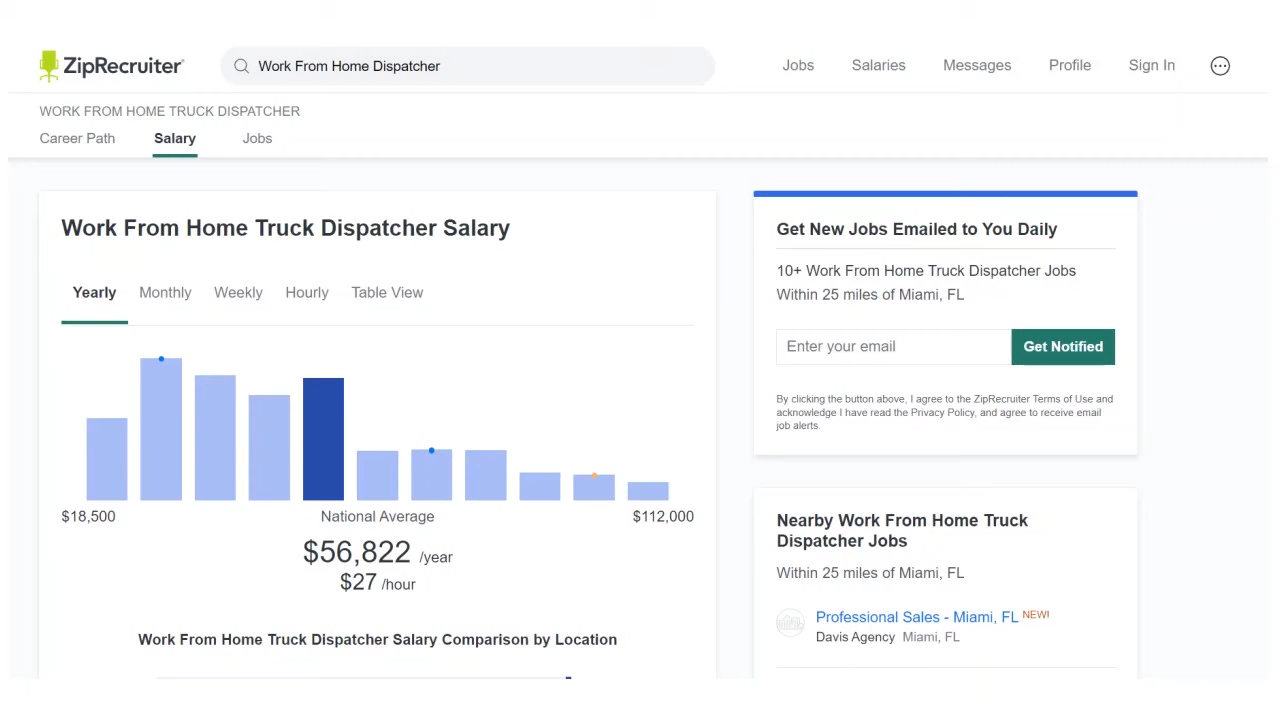 ZipRecruiter
Work From Home Dispatcher
Jobs
Salaries
Messages
Profile
Sign In
WORK FROM HOME TRUCK DISPATCHER
Career Path
Salary
Jobs
Work From Home Truck Dispatcher Salary
Yearly
Monthly
Weekly
Hourly
Table View
$18,500
National Average
$112,000
$56,822 /year
$27 /hour
Work From Home Truck Dispatcher Salary Comparison by Location
Get New Jobs Emailed to You Daily
10+ Work From Home Truck Dispatcher Jobs
Within 25 miles of Miami, FL
Enter your email
Get Notified
By clicking the button above, I agree to the ZipRecruiter Terms of Use and
acknowledge I have read the Privacy Policy, and agree to receive email
job alerts.
Nearby Work From Home Truck
Dispatcher Jobs
Within 25 miles of Miami, FL
Professional Sales - Miami, FL NEW!
Davis Agency Miami, FL